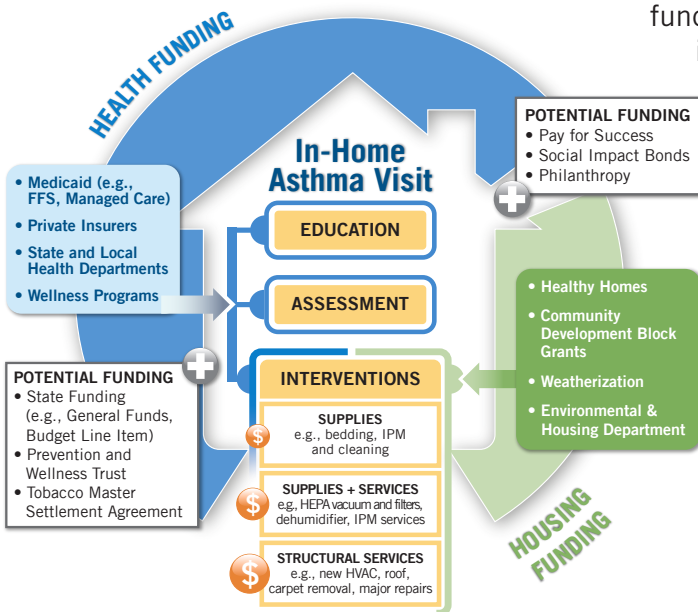 func
i
HEALTH FUNDING
POTENTIAL FUNDING
• Pay for Success
• Social Impact Bonds
• Philanthropy
In-Home
Asthma Visit
• Medicaid (e.g.,
FFS, Managed Care)
• Private Insurers
• State and Local
Health Departments
• Wellness Programs
EDUCATION
ASSESSMENT
• Healthy Homes
• Community
Development Block
Grants
• Weatherization
• Environmental &
Housing Department
POTENTIAL FUNDING
• State Funding
(e.g., General Funds,
Budget Line Item)
• Prevention and
Wellness Trust
• Tobacco Master
Settlement Agreement
INTERVENTIONS
$
SUPPLIES
e.g., bedding, IPM
and cleaning
$
SUPPLIES + SERVICES
e.g., HEPA vacuum and filters,
dehumidifier, IPM services
$
STRUCTURAL SERVICES
e.g., new HVAC, roof,
carpet removal, major repairs
HOUSING
FUNDING